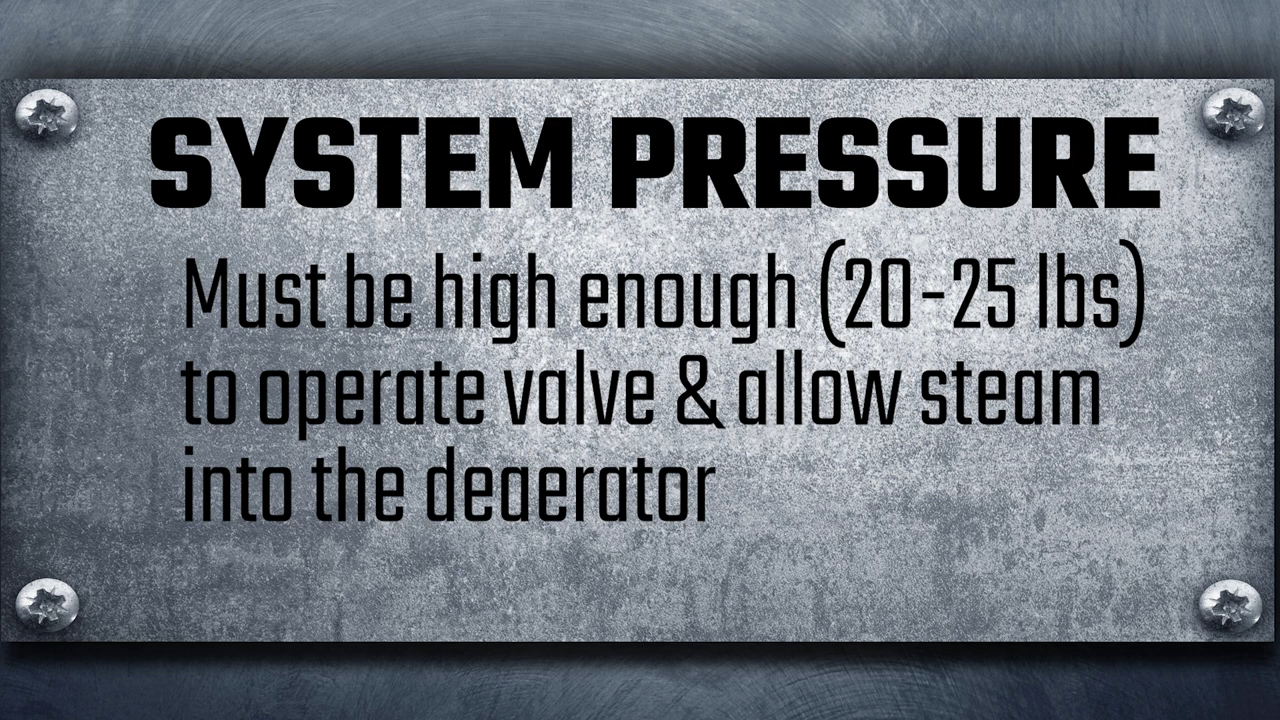 SYSTEM PRESSURE
Must be high enough (20-25 lbs)
to operate valve & allow steam
into the deaerator